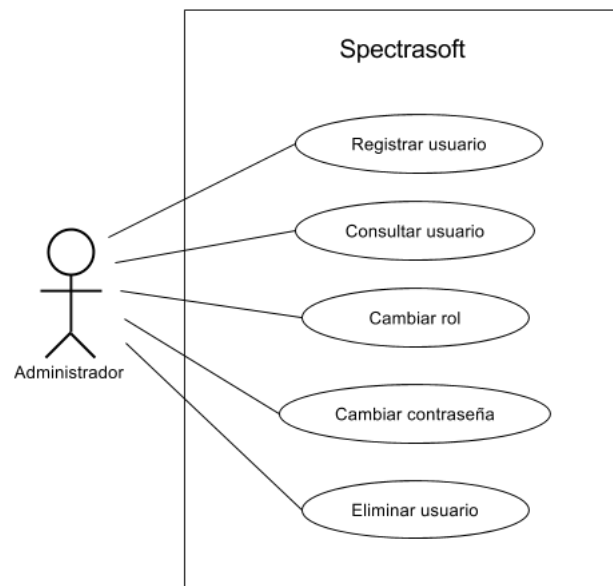 Spectrasoft
Registrar usuario
Consultar usuario
Cambiar rol
Administrador
Cambiar contraseña
Eliminar usuario